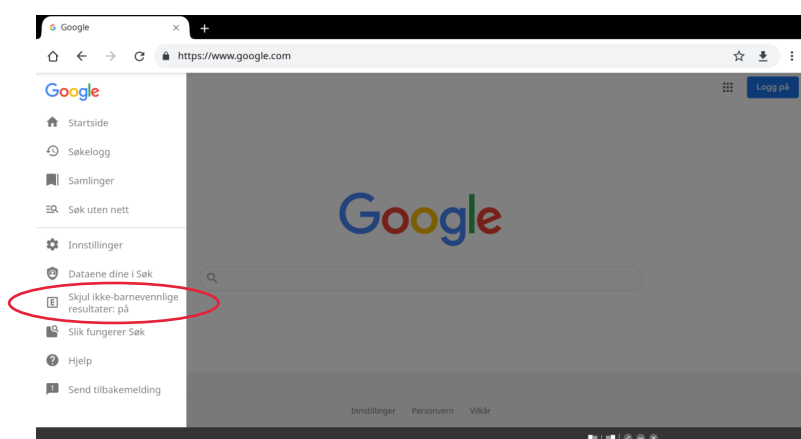 G Google
https://www.google.com
Google
Logg på
Startside
Søkelogg
Samlinger
Søk uten nett
Google
Innstillinger
Dataene dine i Søk
E Skjul ikke-barnevennlige
resultater: på
Slik fungerer Søk
Hjelp
Send tilbakemelding
Innstillinger Personvern Vilkår